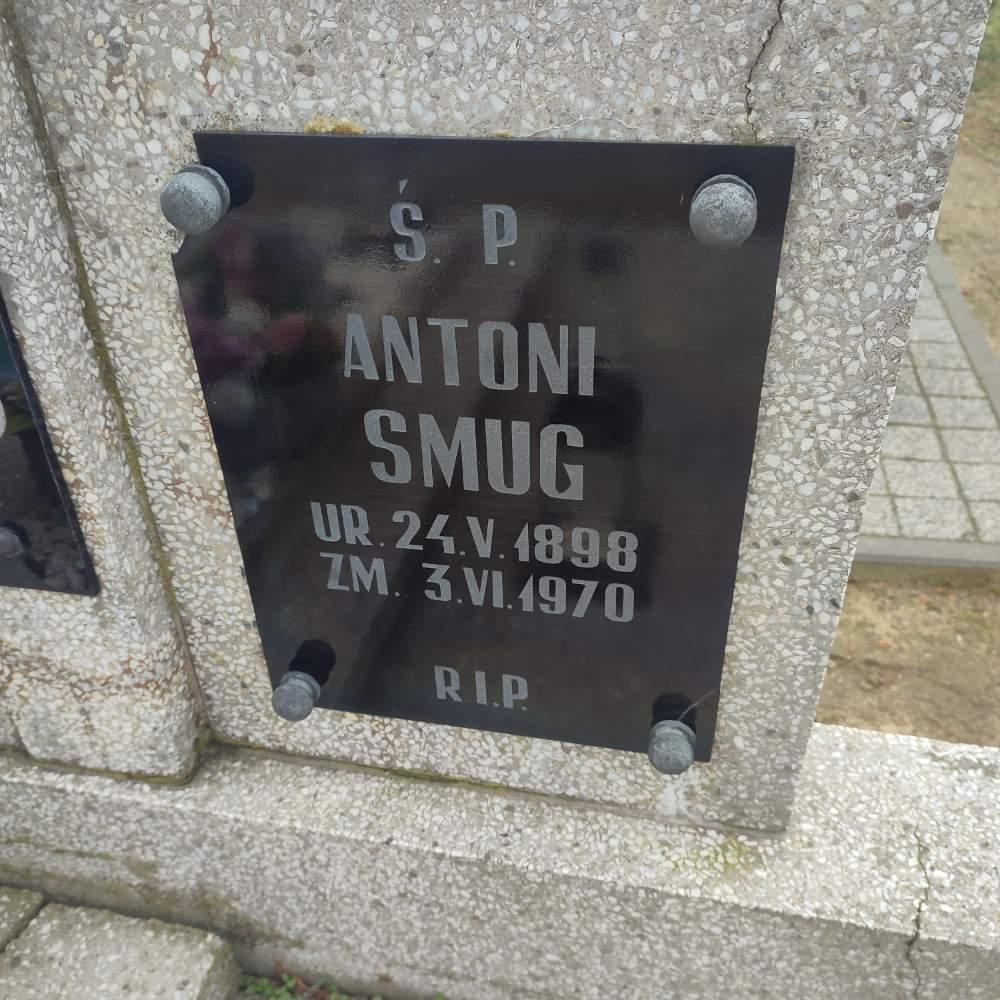 Ś. P.
ANTONI
SMUG
UR. 24.V. 1898
ZM. 3.VI.1970
R I.P.